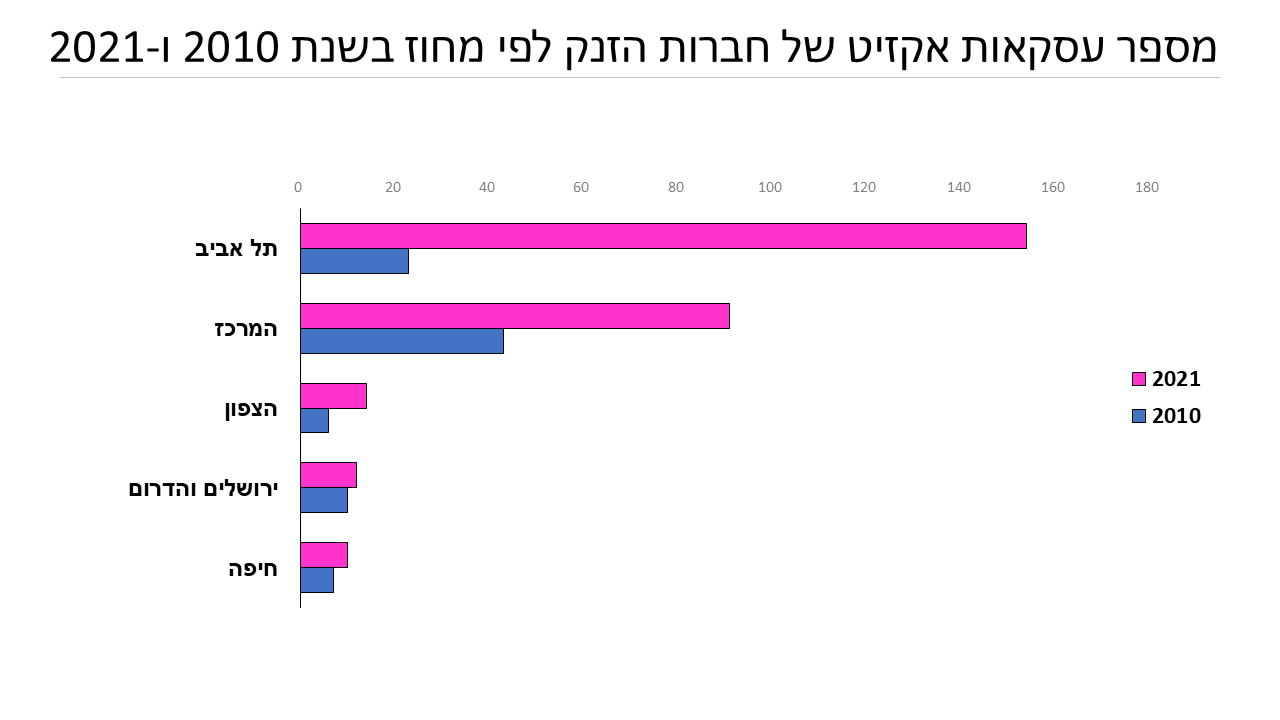 מספר עסקאות אקזיט של חברות הזנק לפי מחוז בשנת 2010 ו-2021
0 20 40 60 80 100 120 140 160 180
תל אביב
המרכז
הצפון
ירושלים והדרום
חיפה
2021
2010